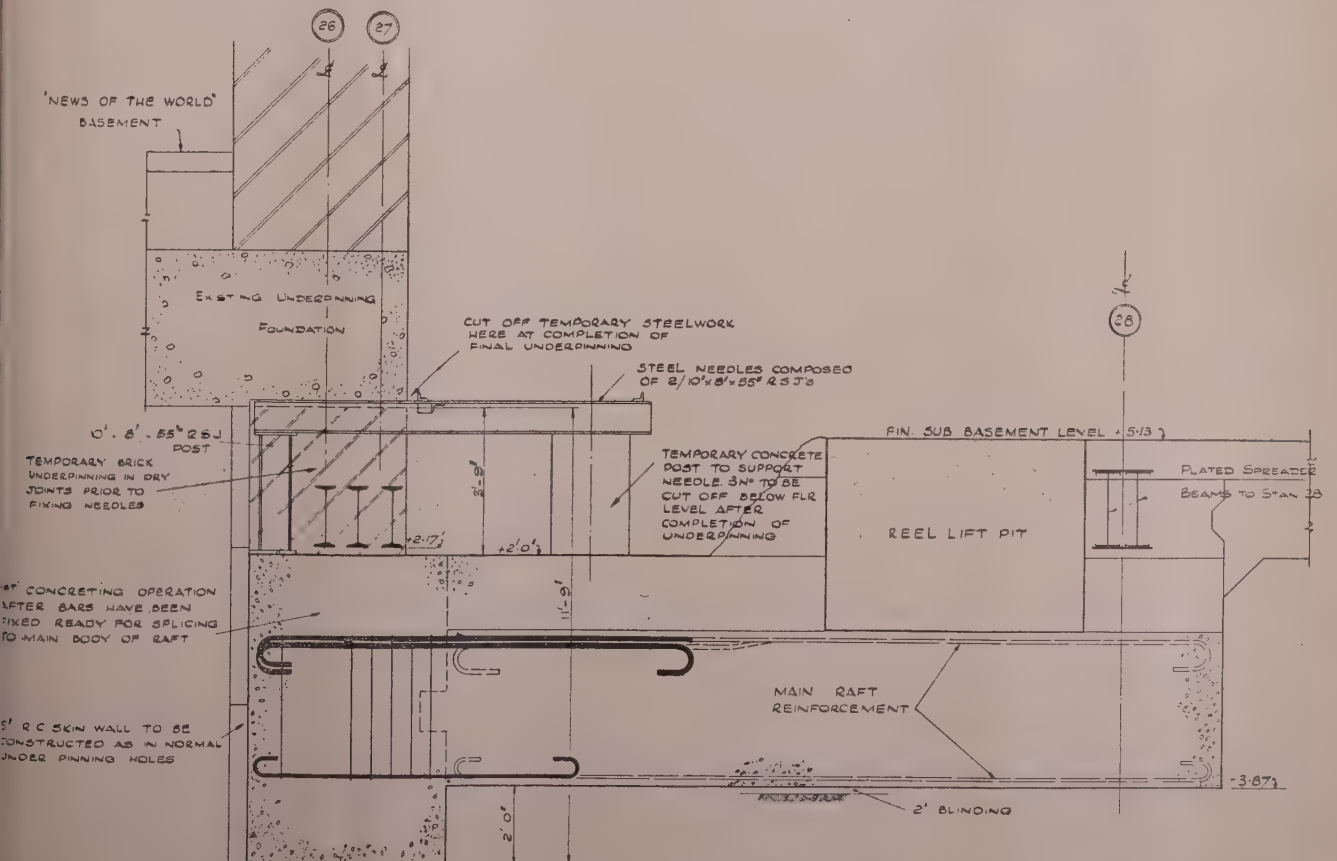 26
27
"NEWS OF THE WORLD"
BASEMENT
EXISTING UNDERPINNING
FOUNDATION
CUT OFF TEMPORARY STEELWORK
HERE AT COMPLETION OF
FINAL UNDERPINNING
STEEL NEEDLES COMPOSED
OF 2/10"x8"x55# R S J's
28
0" . 8" . 55# R S J
POST
TEMPORARY BRICK
UNDERPINNING IN DRY
JOINTS PRIOR TO
FIXING NEEDLES
3'-9"
TEMPORARY CONCRETE
POST TO SUPPORT
NEEDLE. 3No TO BE
CUT OFF BELOW FLR
LEVEL AFTER
COMPLETION OF
UNDERPINNING
FIN. SUB BASEMENT LEVEL +5.13
PLATED SPREADER
BEAMS TO STAN 28
REEL LIFT PIT
+2.17
+2.0
CONCRETING OPERATION
AFTER BARS HAVE BEEN
FIXED READY FOR SPLICING
TO MAIN BODY OF RAFT
11'-9"
MAIN RAFT
REINFORCEMENT
R C SKIN WALL TO BE
CONSTRUCTED AS IN NORMAL
UNDER PINNING HOLES
-3.87
2" BLINDING
2' 0"